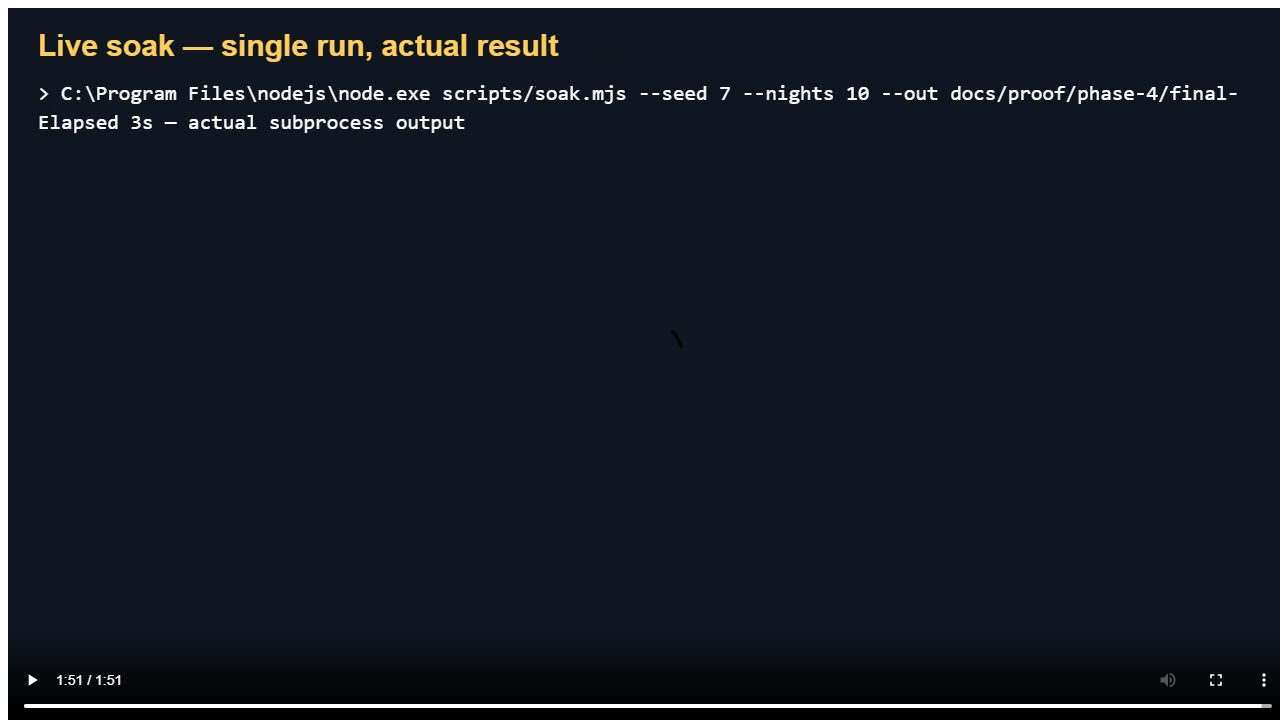 Live soak — single run, actual result
> C:\Program Files\nodejs\node.exe scripts/soak.mjs --seed 7 --nights 10 --out docs/proof/phase-4/final-
Elapsed 3s — actual subprocess output
1:51 / 1:51